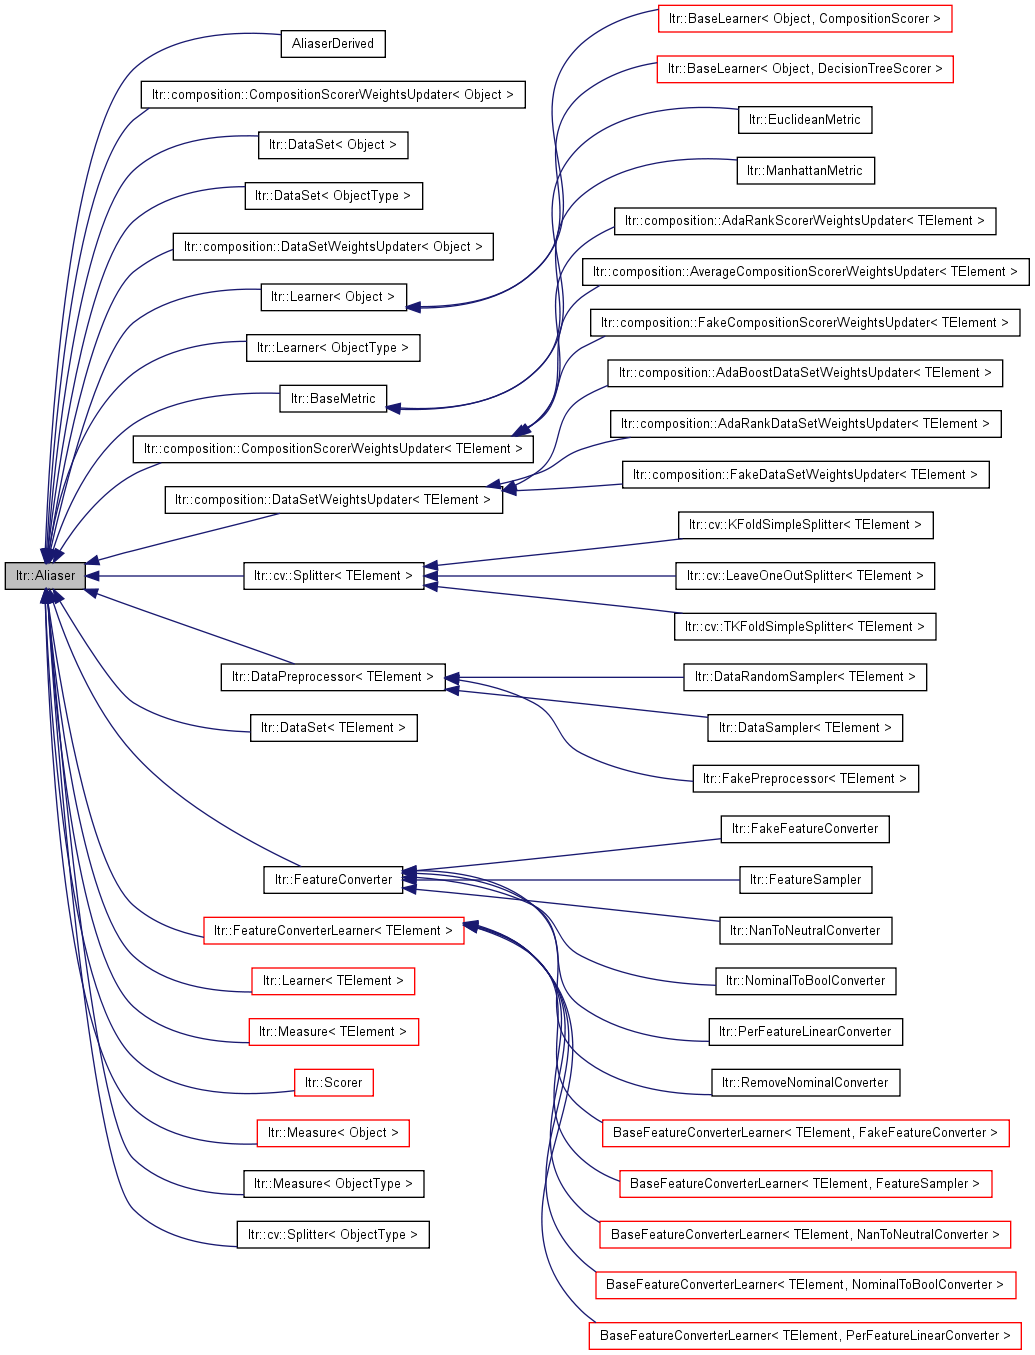 ltr::Aliaser
AliaserDerived
ltr::composition::CompositionScorerWeightsUpdater< Object >
ltr::DataSet< Object >
ltr::DataSet< ObjectType >
ltr::composition::DataSetWeightsUpdater< Object >
ltr::Learner< Object >
ltr::Learner< ObjectType >
ltr::BaseMetric
ltr::composition::CompositionScorerWeightsUpdater< TElement >
ltr::composition::DataSetWeightsUpdater< TElement >
ltr::cv::Splitter< TElement >
ltr::DataPreprocessor< TElement >
ltr::DataSet< TElement >
ltr::FeatureConverter
ltr::FeatureConverterLearner< TElement >
ltr::Learner< TElement >
ltr::Measure< TElement >
ltr::Scorer
ltr::Measure< Object >
ltr::Measure< ObjectType >
ltr::cv::Splitter< ObjectType >
ltr::BaseLearner< Object, CompositionScorer >
ltr::BaseLearner< Object, DecisionTreeScorer >
ltr::EuclideanMetric
ltr::ManhattanMetric
ltr::composition::AdaRankScorerWeightsUpdater< TElement >
ltr::composition::AverageCompositionScorerWeightsUpdater< TElement >
ltr::composition::FakeCompositionScorerWeightsUpdater< TElement >
ltr::composition::AdaBoostDataSetWeightsUpdater< TElement >
ltr::composition::AdaRankDataSetWeightsUpdater< TElement >
ltr::composition::FakeDataSetWeightsUpdater< TElement >
ltr::cv::KFoldSimpleSplitter< TElement >
ltr::cv::LeaveOneOutSplitter< TElement >
ltr::cv::TKFoldSimpleSplitter< TElement >
ltr::DataRandomSampler< TElement >
ltr::DataSampler< TElement >
ltr::FakePreprocessor< TElement >
ltr::FakeFeatureConverter
ltr::FeatureSampler
ltr::NanToNeutralConverter
ltr::NominalToBoolConverter
ltr::PerFeatureLinearConverter
ltr::RemoveNominalConverter
BaseFeatureConverterLearner< TElement, FakeFeatureConverter >
BaseFeatureConverterLearner< TElement, FeatureSampler >
BaseFeatureConverterLearner< TElement, NanToNeutralConverter >
BaseFeatureConverterLearner< TElement, NominalToBoolConverter >
BaseFeatureConverterLearner< TElement, PerFeatureLinearConverter >